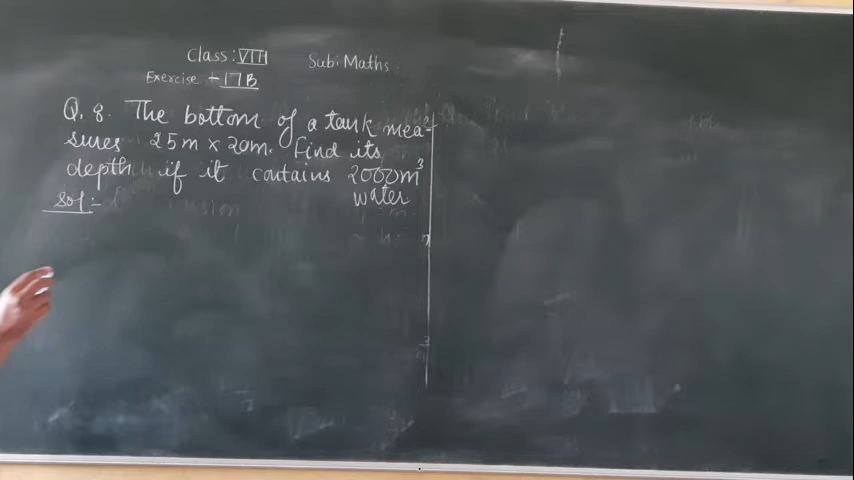 Class: VIII Sub: Maths
Exercise - 17B
Q. 8. The bottom of a tank mea-
sures 25m x 20m. Find its
depth if it contains 2000m³
water
Sol:-